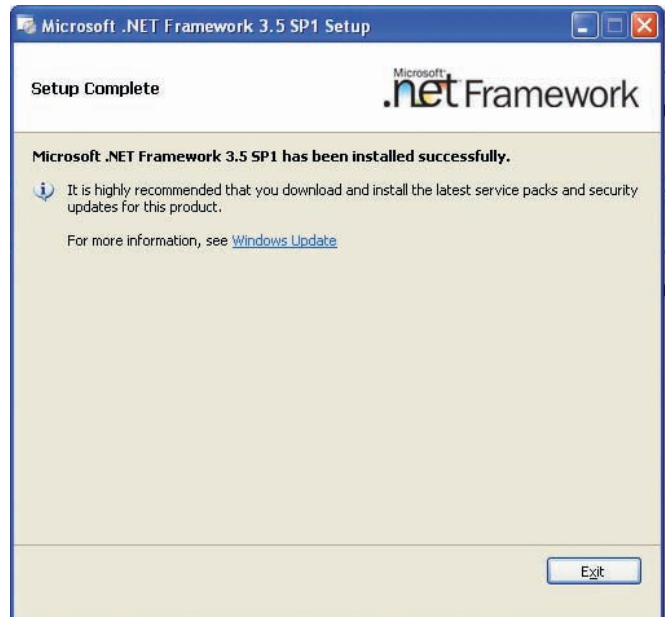 Microsoft .NET Framework 3.5 SP1 Setup
Setup Complete
Microsoft
.net Framework
Microsoft .NET Framework 3.5 SP1 has been installed successfully.
It is highly recommended that you download and install the latest service packs and security
updates for this product.
For more information, see Windows Update
Exit